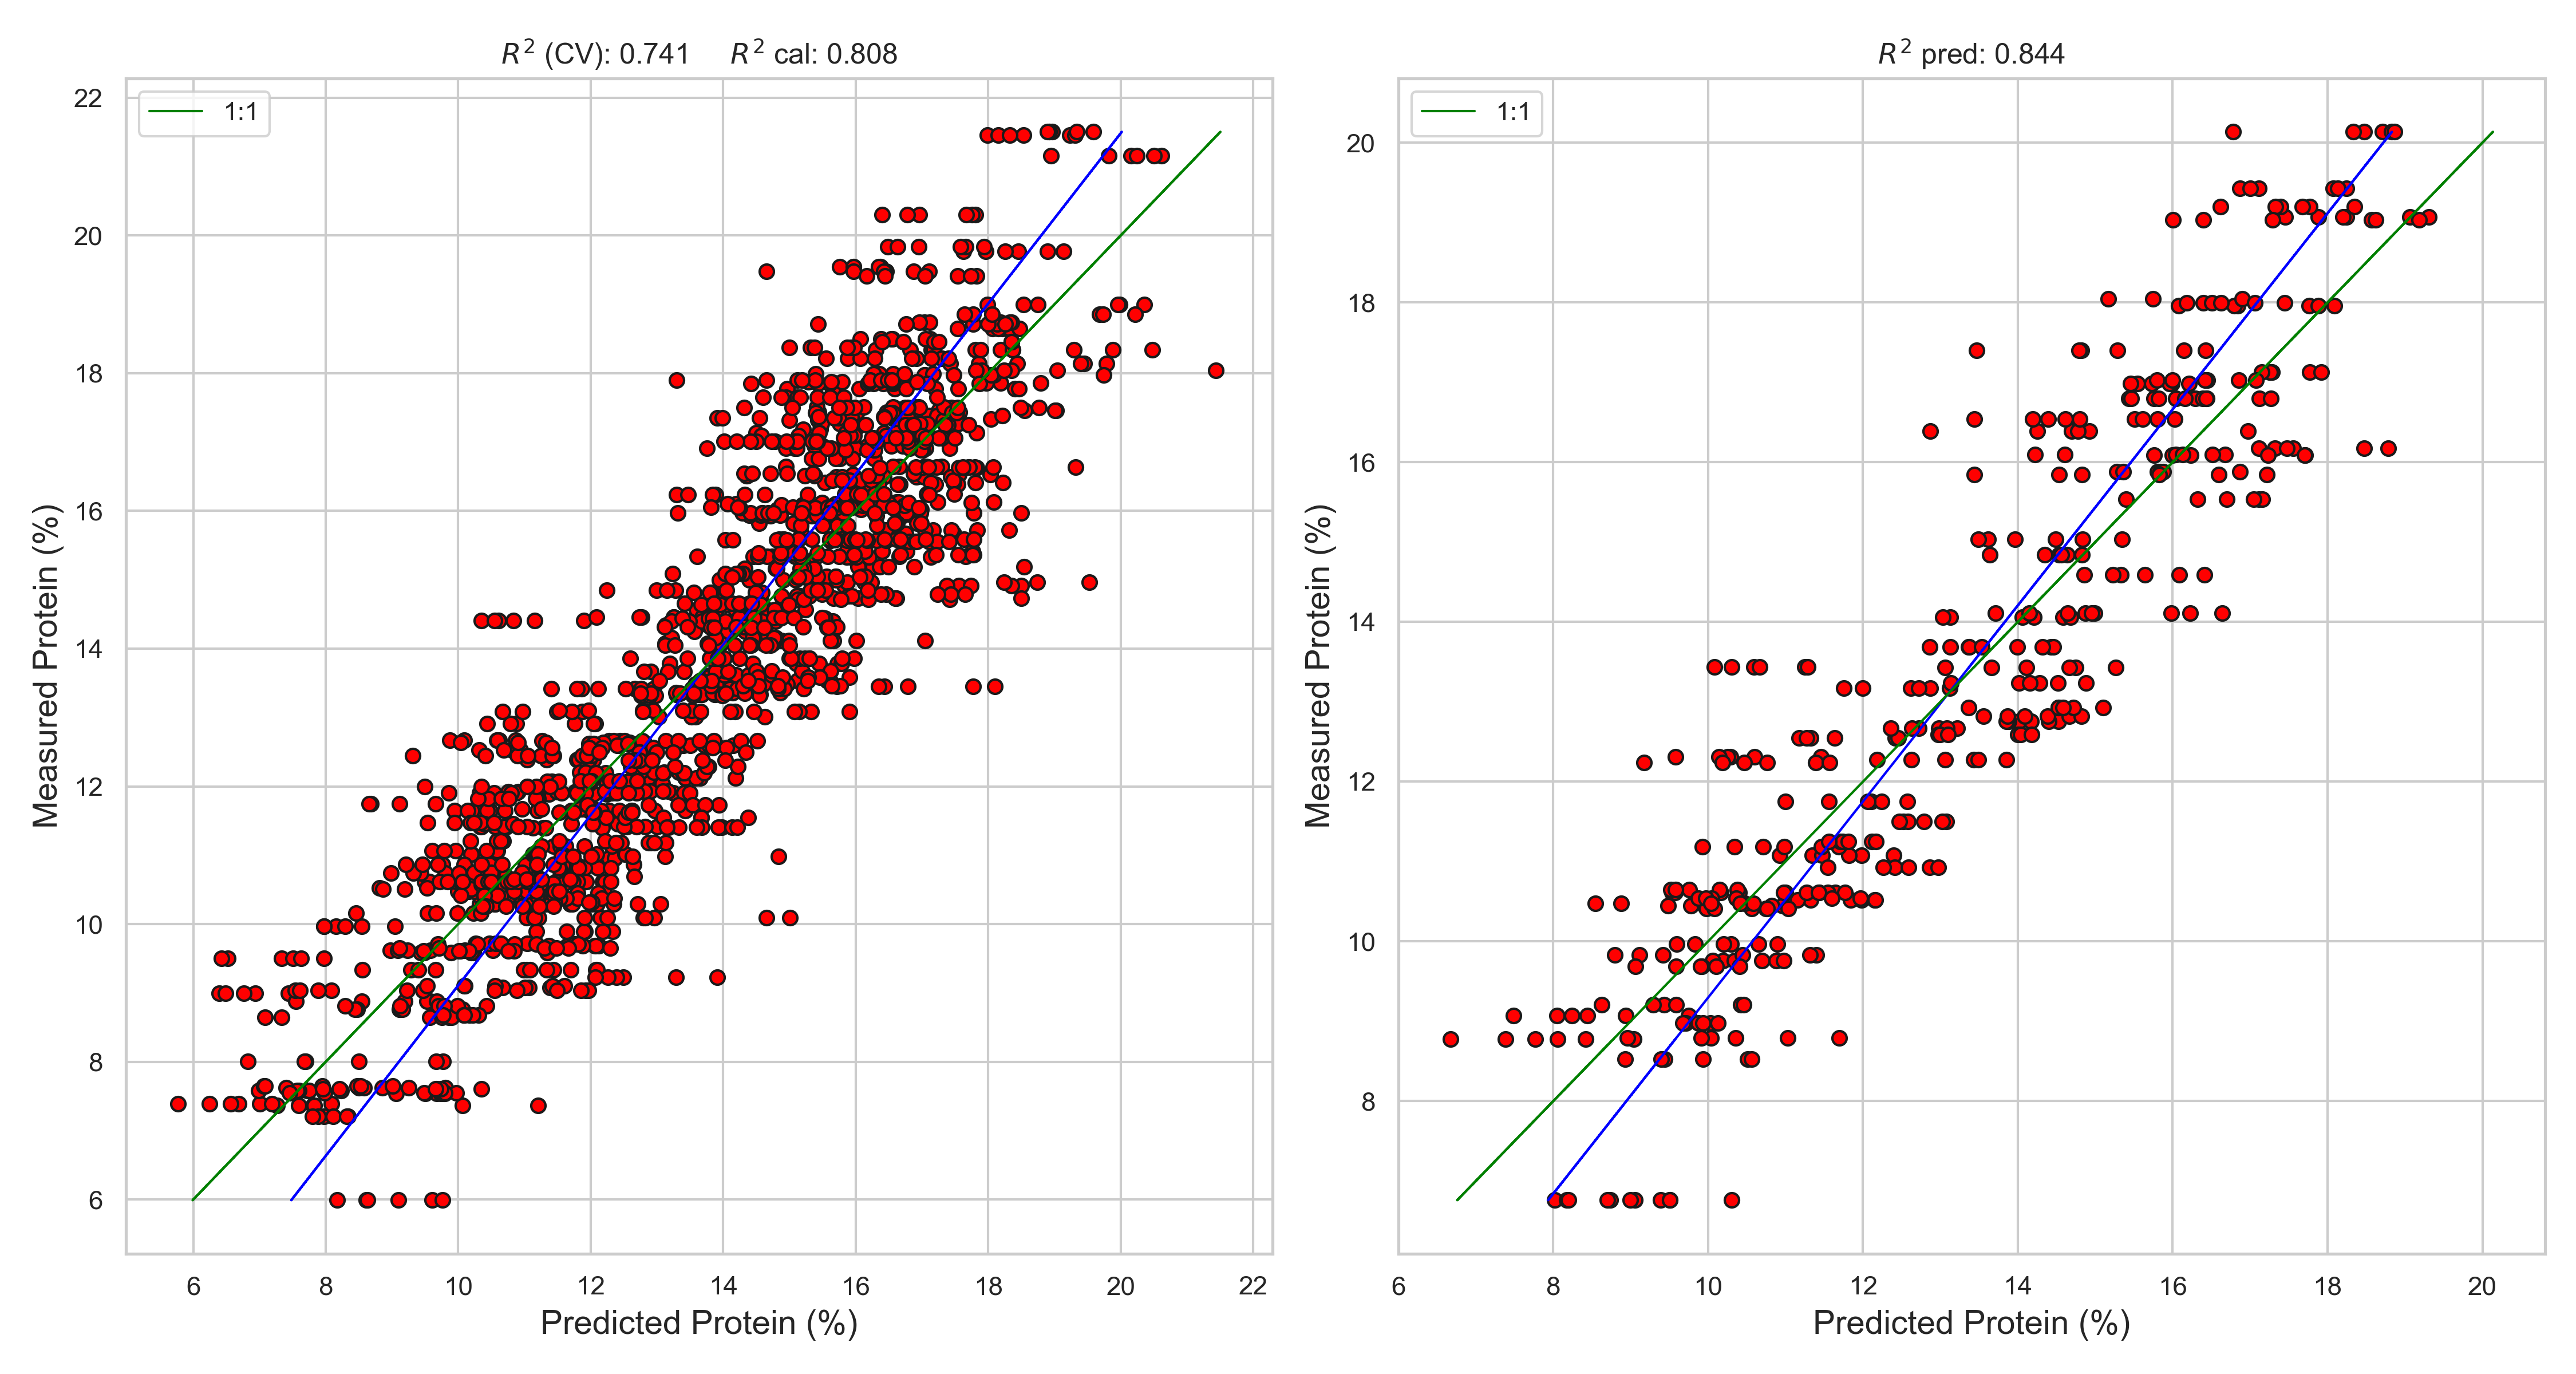 R² (CV): 0.741 R² cal: 0.808
1:1
22
20
18
16
14
12
10
8
6
Measured Protein (%)
6 8 10 12 14 16 18 20 22
Predicted Protein (%)
R² pred: 0.844
1:1
20
18
16
14
12
10
8
Measured Protein (%)
6 8 10 12 14 16 18 20
Predicted Protein (%)